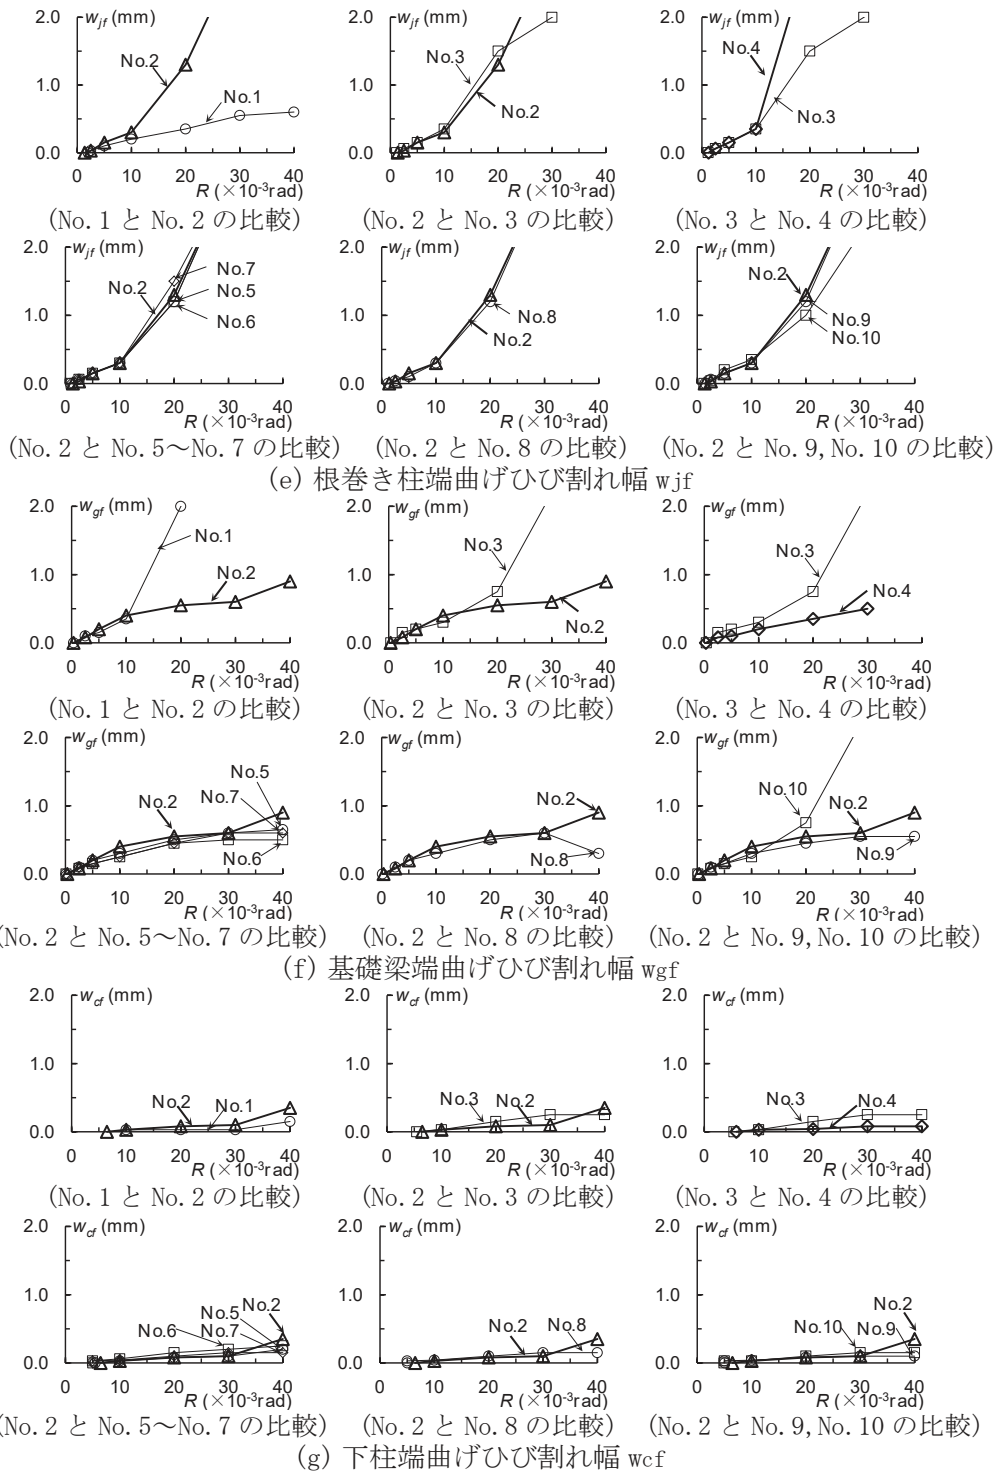 wjf (mm) wjf (mm) wjf (mm)
2.0 2.0 2.0
No.2 No.3 No.4
1.0 No.1 1.0 No.2 1.0 No.3
0.0 0.0 0.0
0 10 20 30 40 0 10 20 30 40 0 10 20 30 40
R (×10-3rad) R (×10-3rad) R (×10-3rad)
(No.1 と No.2 の比較) (No.2 と No.3 の比較) (No.3 と No.4 の比較)
wjf (mm) wjf (mm) wjf (mm)
2.0 2.0 2.0
No.7
No.2 No.5 No.2
1.0 No.6 1.0 No.8 1.0 No.9
No.2 No.10
0.0 0.0 0.0
0 10 20 30 40 0 10 20 30 40 0 10 20 30 40
R (×10-3rad) R (×10-3rad) R (×10-3rad)
(No.2 と No.5～No.7 の比較) (No.2 と No.8 の比較) (No.2 と No.9,No.10 の比較)
(e) 根巻き柱端曲げひび割れ幅 wjf
wgf (mm) wgf (mm) wgf (mm)
2.0 2.0 2.0
No.1 No.3 No.3
1.0 No.2 1.0 No.2 1.0 No.4
0.0 0.0 0.0
0 10 20 30 40 0 10 20 30 40 0 10 20 30 40
R (×10-3rad) R (×10-3rad) R (×10-3rad)
(No.1 と No.2 の比較) (No.2 と No.3 の比較) (No.3 と No.4 の比較)
wgf (mm) wgf (mm) wgf (mm)
2.0 2.0 2.0
No.5
No.2 No.7 No.2 No.10 No.2
1.0 No.6 1.0 No.8 1.0 No.9
0.0 0.0 0.0
0 10 20 30 40 0 10 20 30 40 0 10 20 30 40
R (×10-3rad) R (×10-3rad) R (×10-3rad)
(No.2 と No.5～No.7 の比較) (No.2 と No.8 の比較) (No.2 と No.9,No.10 の比較)
(f) 基礎梁端曲げひび割れ幅 wgf
wcf (mm) wcf (mm) wcf (mm)
2.0 2.0 2.0
1.0 1.0 1.0
No.2 No.1 No.3 No.2 No.3 No.4
0.0 0.0 0.0
0 10 20 30 40 0 10 20 30 40 0 10 20 30 40
R (×10-3rad) R (×10-3rad) R (×10-3rad)
(No.1 と No.2 の比較) (No.2 と No.3 の比較) (No.3 と No.4 の比較)
wcf (mm) wcf (mm) wcf (mm)
2.0 2.0 2.0
1.0 1.0 1.0
No.5 No.2 No.2
No.6 No.7 No.2 No.8 No.10 No.9
0.0 0.0 0.0
0 10 20 30 40 0 10 20 30 40 0 10 20 30 40
R (×10-3rad) R (×10-3rad) R (×10-3rad)
(No.2 と No.5～No.7 の比較) (No.2 と No.8 の比較) (No.2 と No.9,No.10 の比較)
(g) 下柱端曲げひび割れ幅 wcf